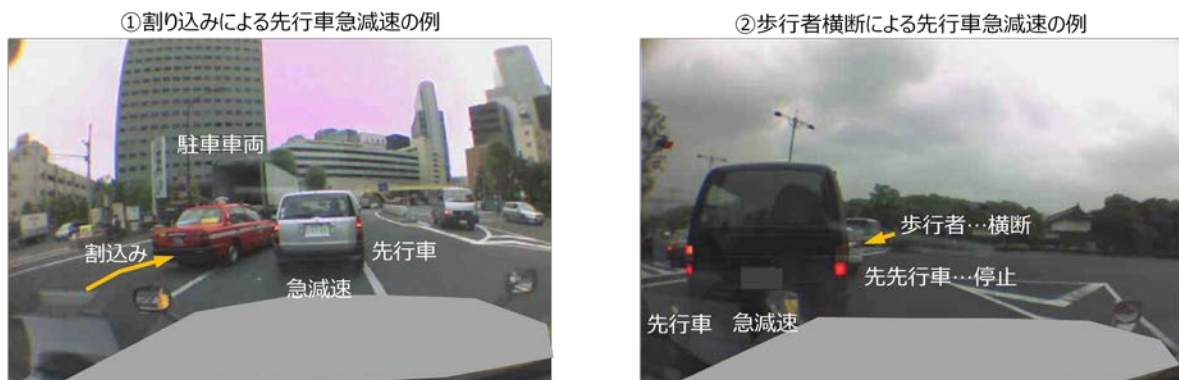 ①割り込みによる先行車急減速の例
駐車車両
割込み
先行車
急減速
②歩行者横断による先行車急減速の例
歩行者…横断
先先行車…停止
先行車 急減速